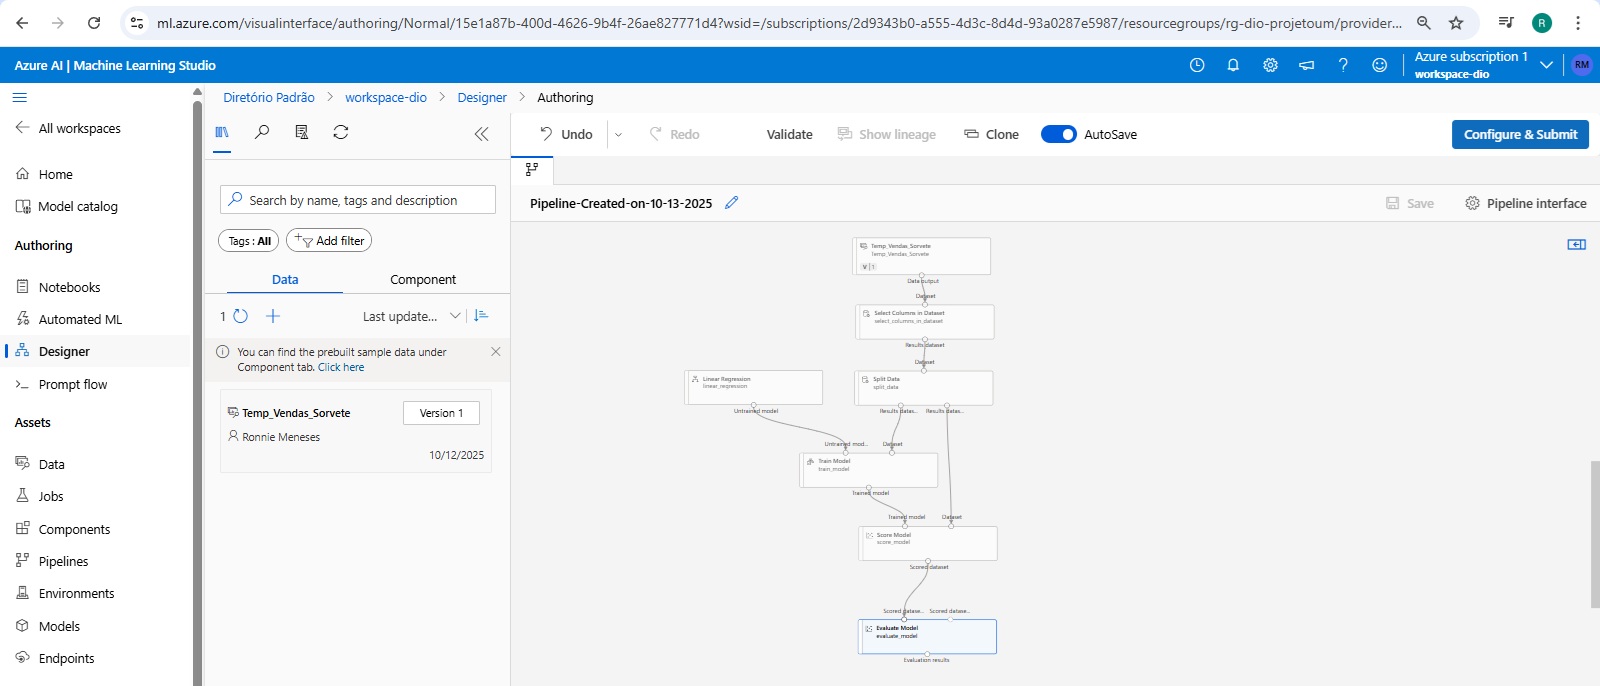 ml.azure.com/visualinterface/authoring/Normal/15e1a87b-400d-4626-9b4f-26ae827771d4?wsid=/subscriptions/2d9343b0-a555-4d3c-8d4d-93a0287e5987/resourcegroups/rg-dio-projetoum/provider...
R
Azure AI | Machine Learning Studio
Azure subscription 1
workspace-dio
RM
All workspaces
Home
Model catalog
Authoring
Notebooks
Automated ML
Designer
Prompt flow
Assets
Data
Jobs
Components
Pipelines
Environments
Models
Endpoints
Diretório Padrão > workspace-dio > Designer > Authoring
Search by name, tags and description
Tags : All
Add filter
Data
Component
1
Last update...
You can find the prebuilt sample data under
Component tab. Click here
Temp_Vendas_Sorvete
Version 1
Ronnie Meneses
10/12/2025
Undo
Redo
Validate
Show lineage
Clone
AutoSave
Configure & Submit
Pipeline-Created-on-10-13-2025
Save
Pipeline interface
Temp_Vendas_Sorvete
Temp_Vendas_Sorvete
v | 1
Data output
Dataset
Select Columns in Dataset
select_columns_in_dataset
Results dataset
Dataset
Linear Regression
linear_regression
Untrained model
Split Data
split_data
Results datas...
Results datas...
Untrained mod...
Dataset
Train Model
train_model
Trained model
Trained model
Dataset
Score Model
score_model
Scored dataset
Scored datase...
Scored datase...
Evaluate Model
evaluate_model
Evaluation results